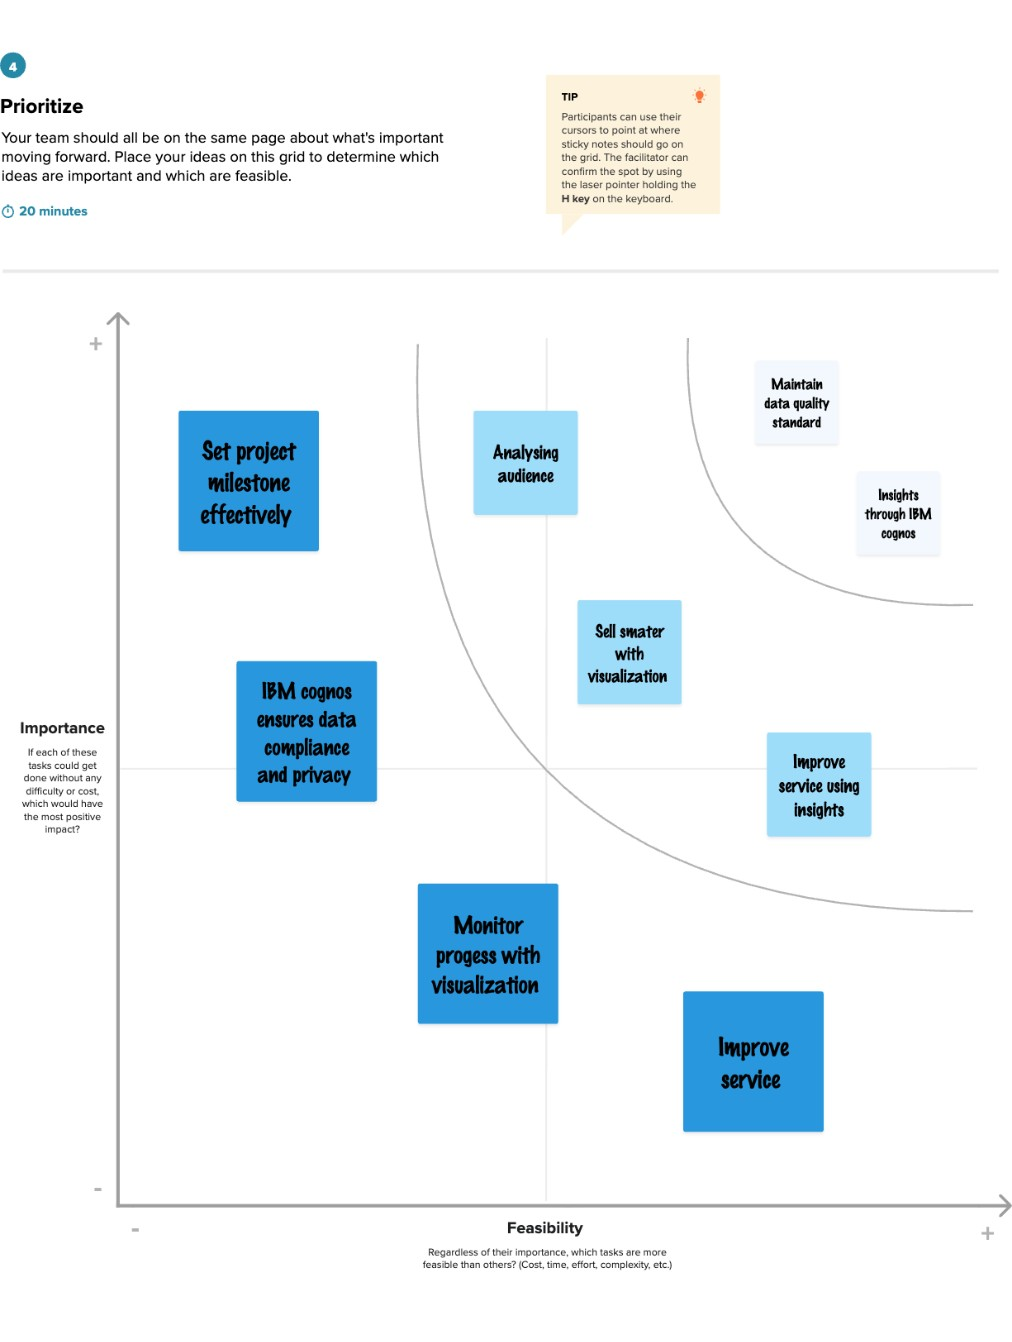 4
Prioritize
Your team should all be on the same page about what's important
moving forward. Place your ideas on this grid to determine which
ideas are important and which are feasible.
20 minutes
TIP
Participants can use their
cursors to point at where
sticky notes should go on
the grid. The facilitator can
confirm the spot by using
the laser pointer holding the
H key on the keyboard.
+
Maintain
data quality
standard
Set project
milestone
effectively
Analysing
audience
Insights
through IBM
cognos
Sell smater
with
visualization
IBM cognos
ensures data
compliance
and privacy
Importance
If each of these
tasks could get
done without any
difficulty or cost,
which would have
the most positive
impact?
Improve
service using
insights
Monitor
progess with
visualization
Improve
service
-
-
Feasibility
+
Regardless of their importance, which tasks are more
feasible than others? (Cost, time, effort, complexity, etc.)